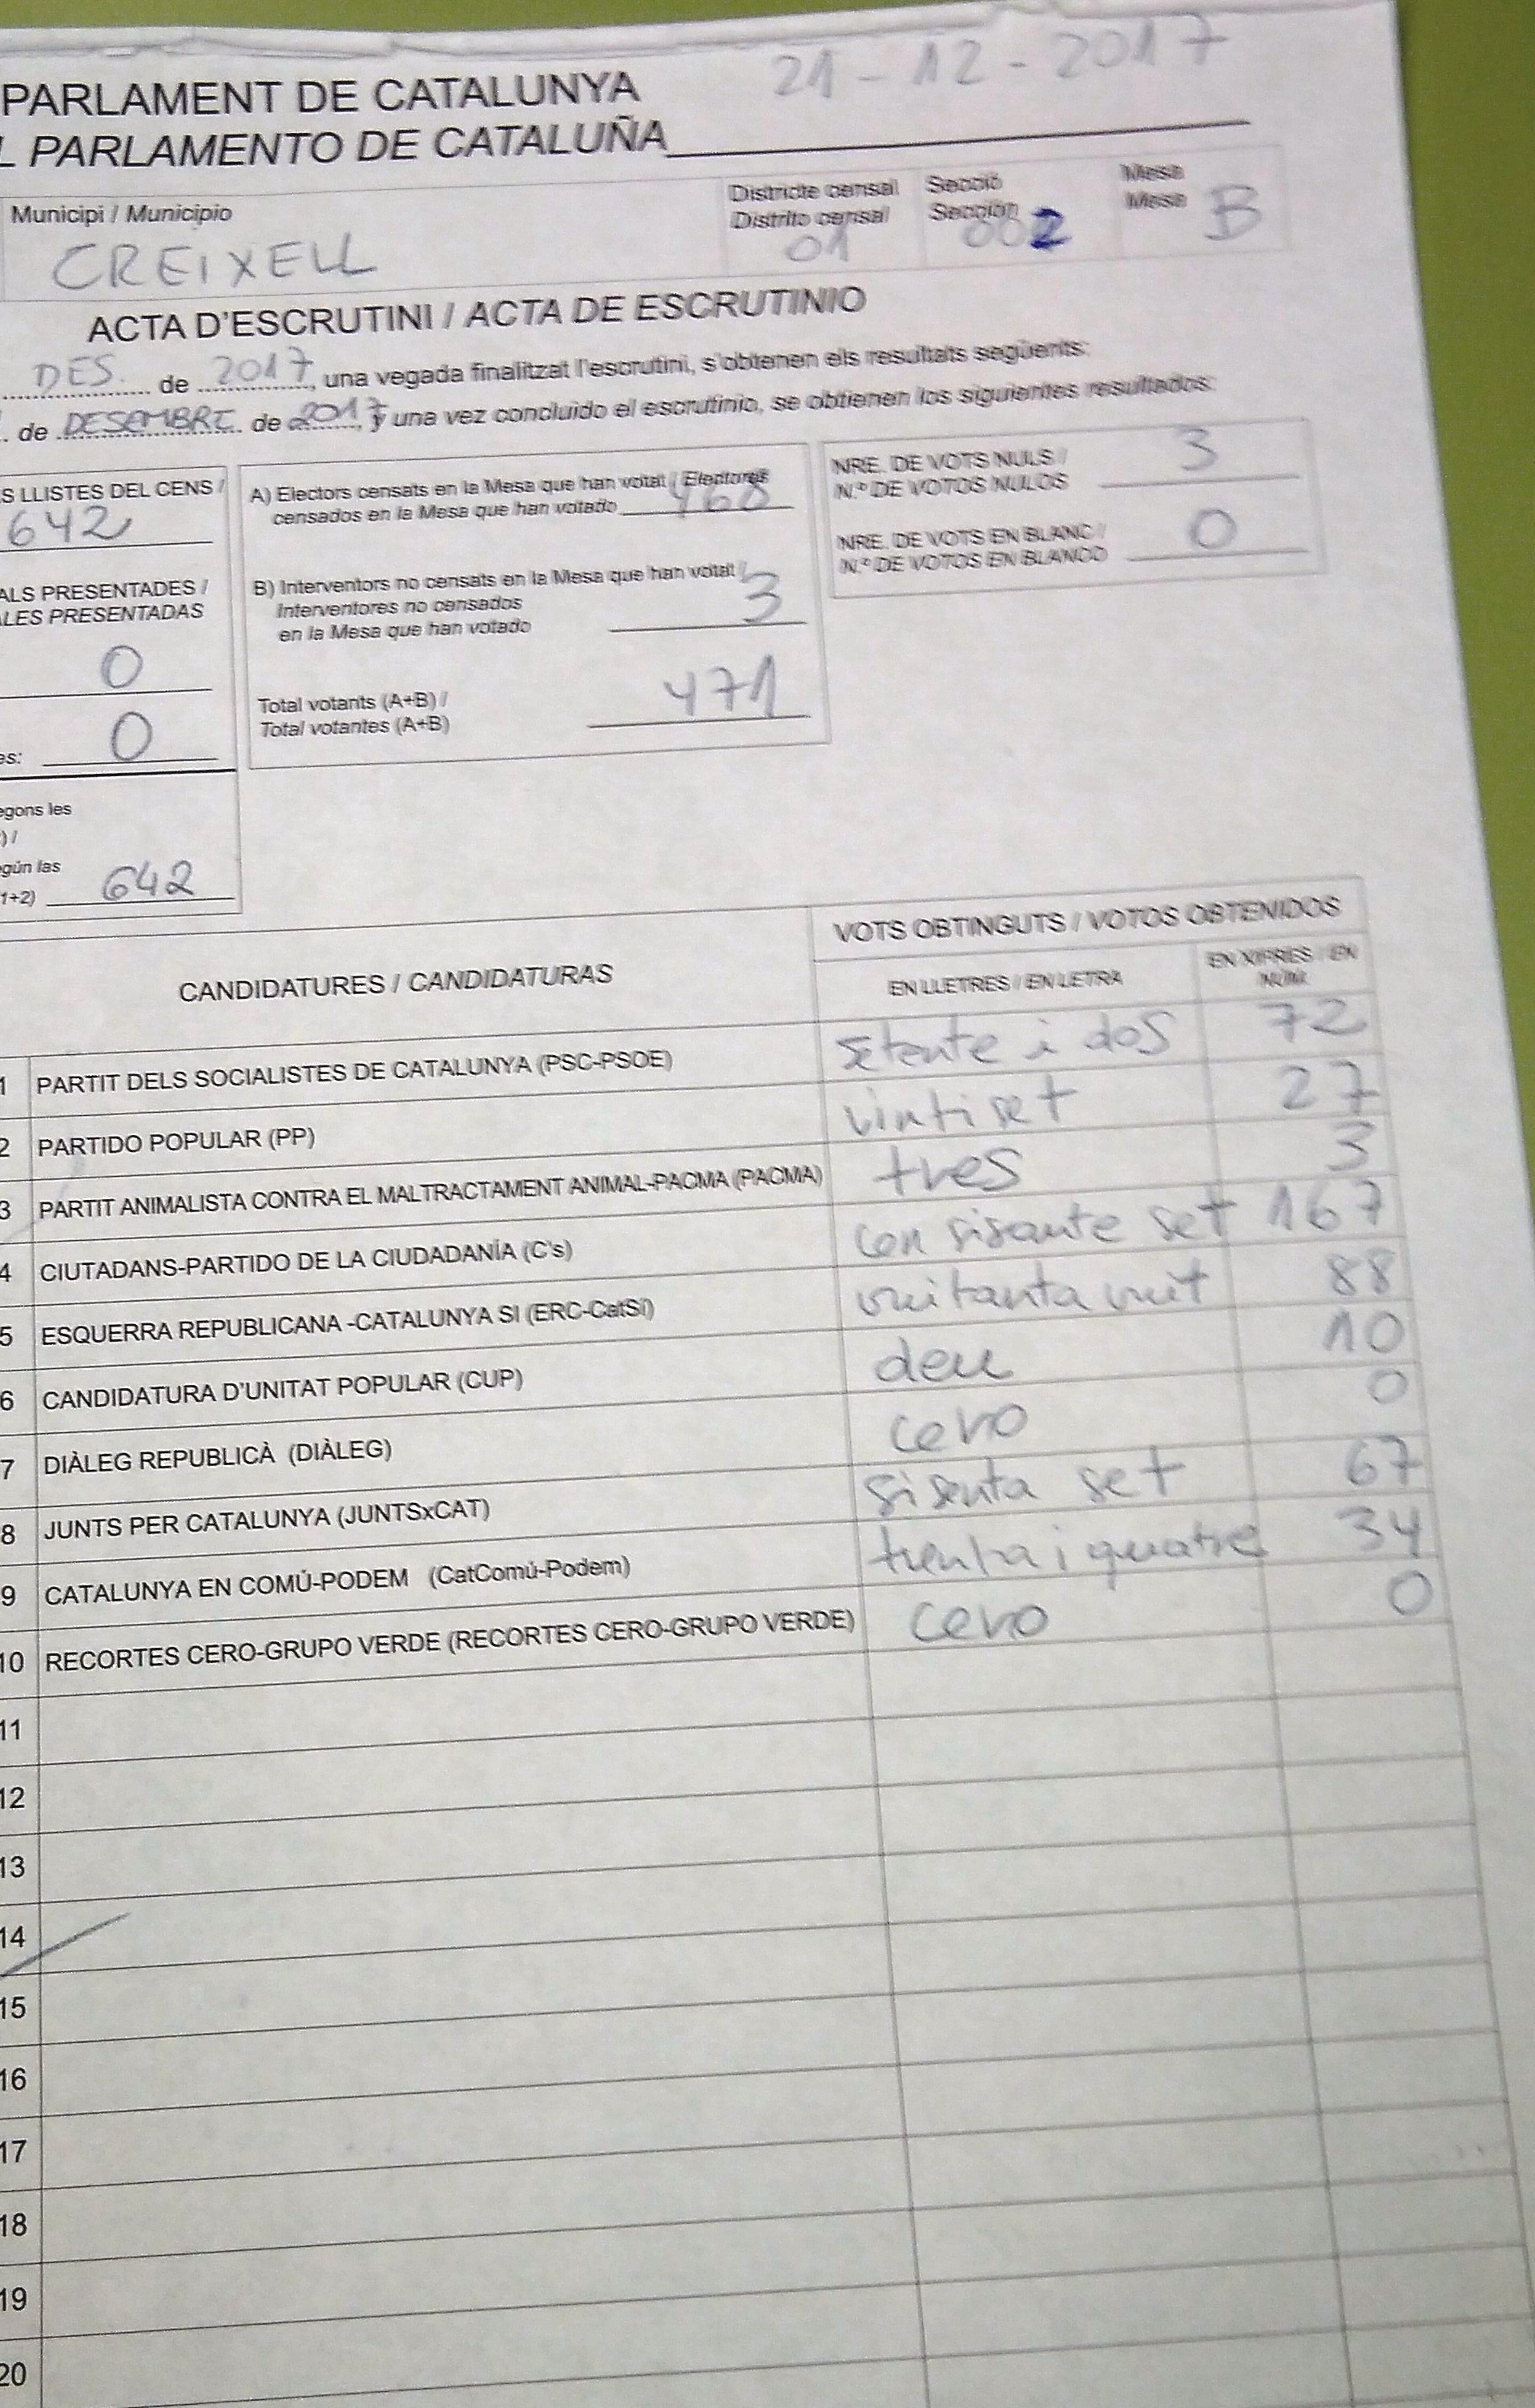 21-12-2017
PARLAMENT DE CATALUNYA
L PARLAMENTO DE CATALUÑA
Municipi / Municipio
CREIXELL
Districte censal
Distrito censal
01
Secció
Sección
002
Mesa
Mesa
B
ACTA D'ESCRUTINI / ACTA DE ESCRUTINIO
DES. de 2017, una vegada finalitzat l'escrutini, s'obtenen els resultats següents:
de DESEMBRE de 2017, y una vez concluido el escrutinio, se obtienen los siguientes resultados:
S LLISTES DEL CENS /
642
ALS PRESENTADES /
ALES PRESENTADAS
0
es: 0
egons les
) /
gún las
1+2) 642
A) Electors censats en la Mesa que han votat / Electores
censados en la Mesa que han votado 468
B) Interventors no censats en la Mesa que han votat /
Interventores no censados
en la Mesa que han votado 3
Total votants (A+B) /
Total votantes (A+B) 471
NRE. DE VOTS NULS /
N.º DE VOTOS NULOS 3
NRE. DE VOTS EN BLANC /
N.º DE VOTOS EN BLANCO 0
CANDIDATURES / CANDIDATURAS
VOTS OBTINGUTS / VOTOS OBTENIDOS
EN LLETRES / EN LETRA
EN XIFRES / EN
NÚM.
1 PARTIT DELS SOCIALISTES DE CATALUNYA (PSC-PSOE) setente i dos 72
2 PARTIDO POPULAR (PP) vintiset 27
3 PARTIT ANIMALISTA CONTRA EL MALTRACTAMENT ANIMAL-PACMA (PACMA) tres 3
4 CIUTADANS-PARTIDO DE LA CIUDADANÍA (C's) cen sisante set 167
5 ESQUERRA REPUBLICANA -CATALUNYA SI (ERC-CatSí) vuitanta vuit 88
6 CANDIDATURA D'UNITAT POPULAR (CUP) deu 10
7 DIÀLEG REPUBLICÀ (DIÀLEG) cero 0
8 JUNTS PER CATALUNYA (JUNTSxCAT) sisenta set 67
9 CATALUNYA EN COMÚ-PODEM (CatComú-Podem) trenta i quatre 34
10 RECORTES CERO-GRUPO VERDE (RECORTES CERO-GRUPO VERDE) cero 0
11
12
13
14
15
16
17
18
19
20